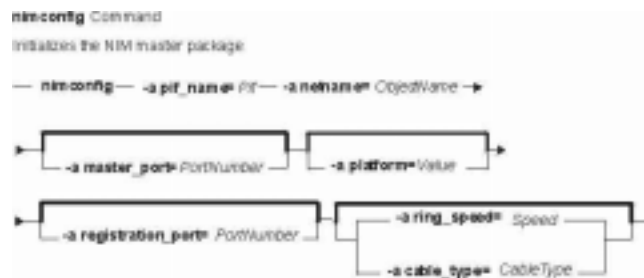 nimconfig Command
Initializes the NIM master package
nimconfig -a pif_name= Pif -a netname= ObjectName
-a master_port= PortNumber -a platform=Value
-a registration_port= PortNumber -a ring_speed= Speed
-a cable_type= CableType